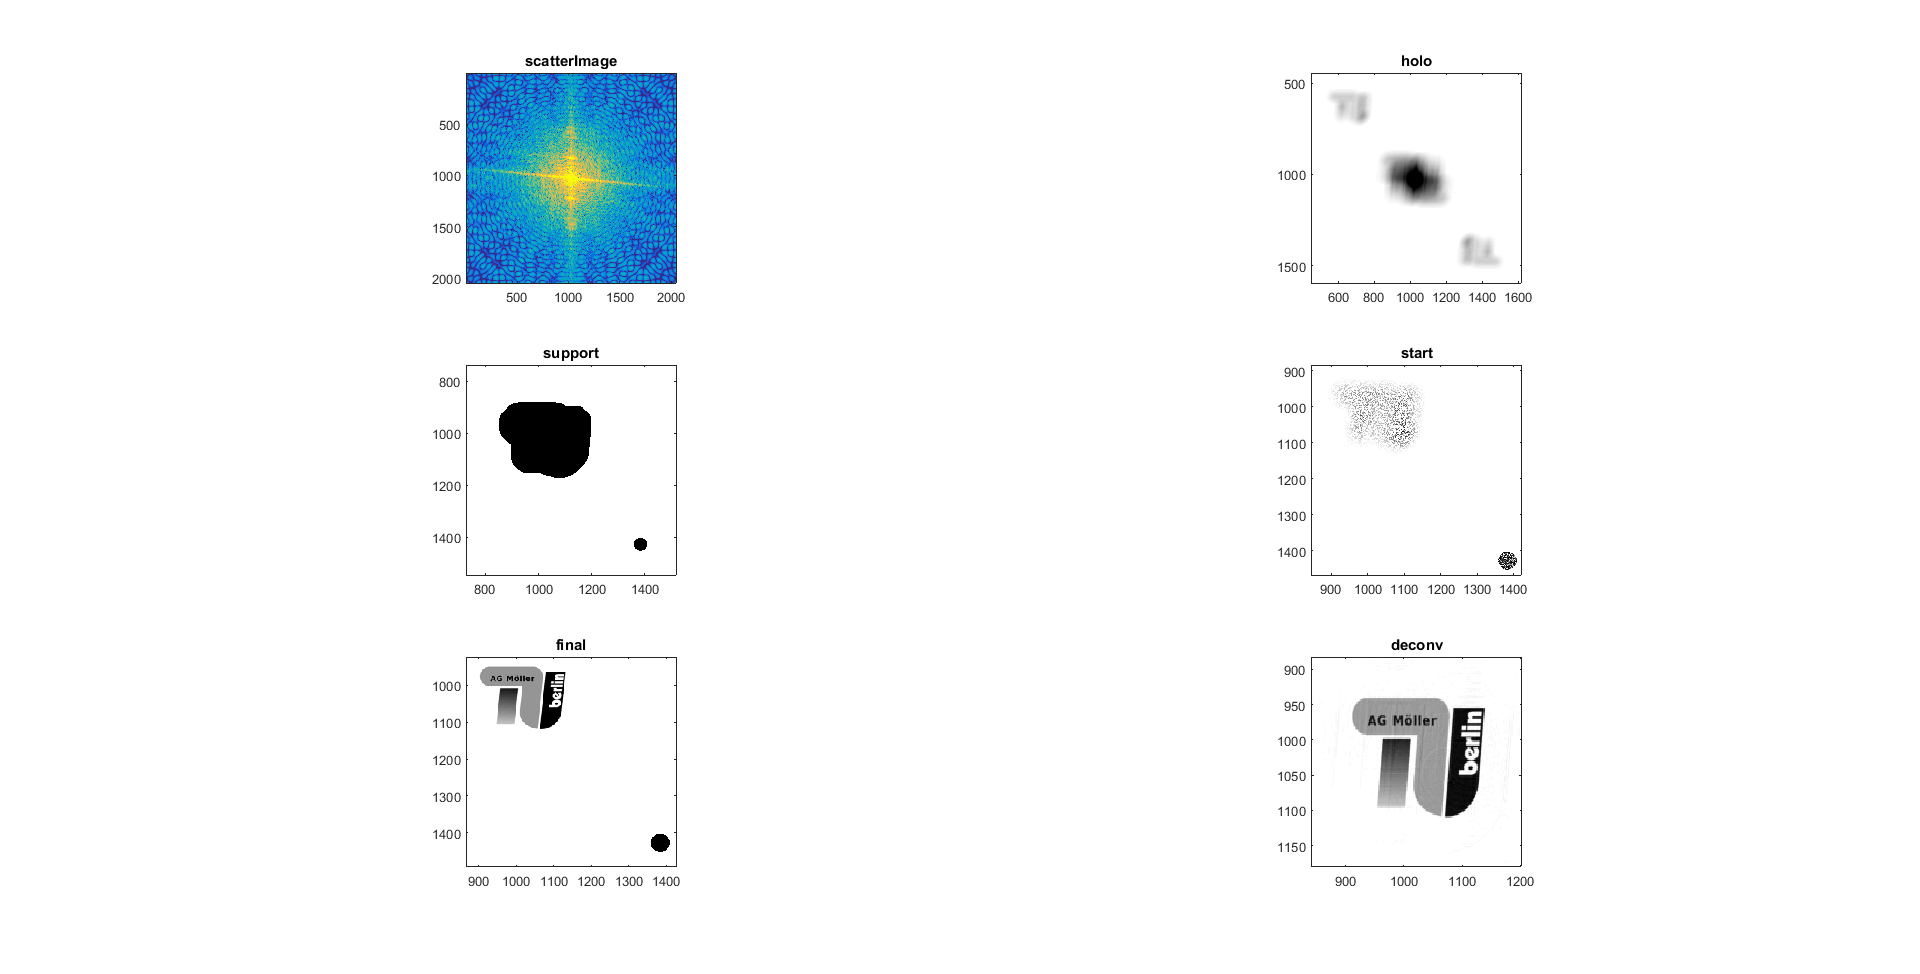 scatterImage
500
1000
1500
2000
500 1000 1500 2000
holo
500
1000
1500
600 800 1000 1200 1400 1600
support
800
1000
1200
1400
800 1000 1200 1400
start
900
1000
1100
1200
1300
1400
900 1000 1100 1200 1300 1400
final
AG Möller
berlin
1000
1100
1200
1300
1400
900 1000 1100 1200 1300 1400
deconv
AG Möller
berlin
900
950
1000
1050
1100
1150
900 1000 1100 1200